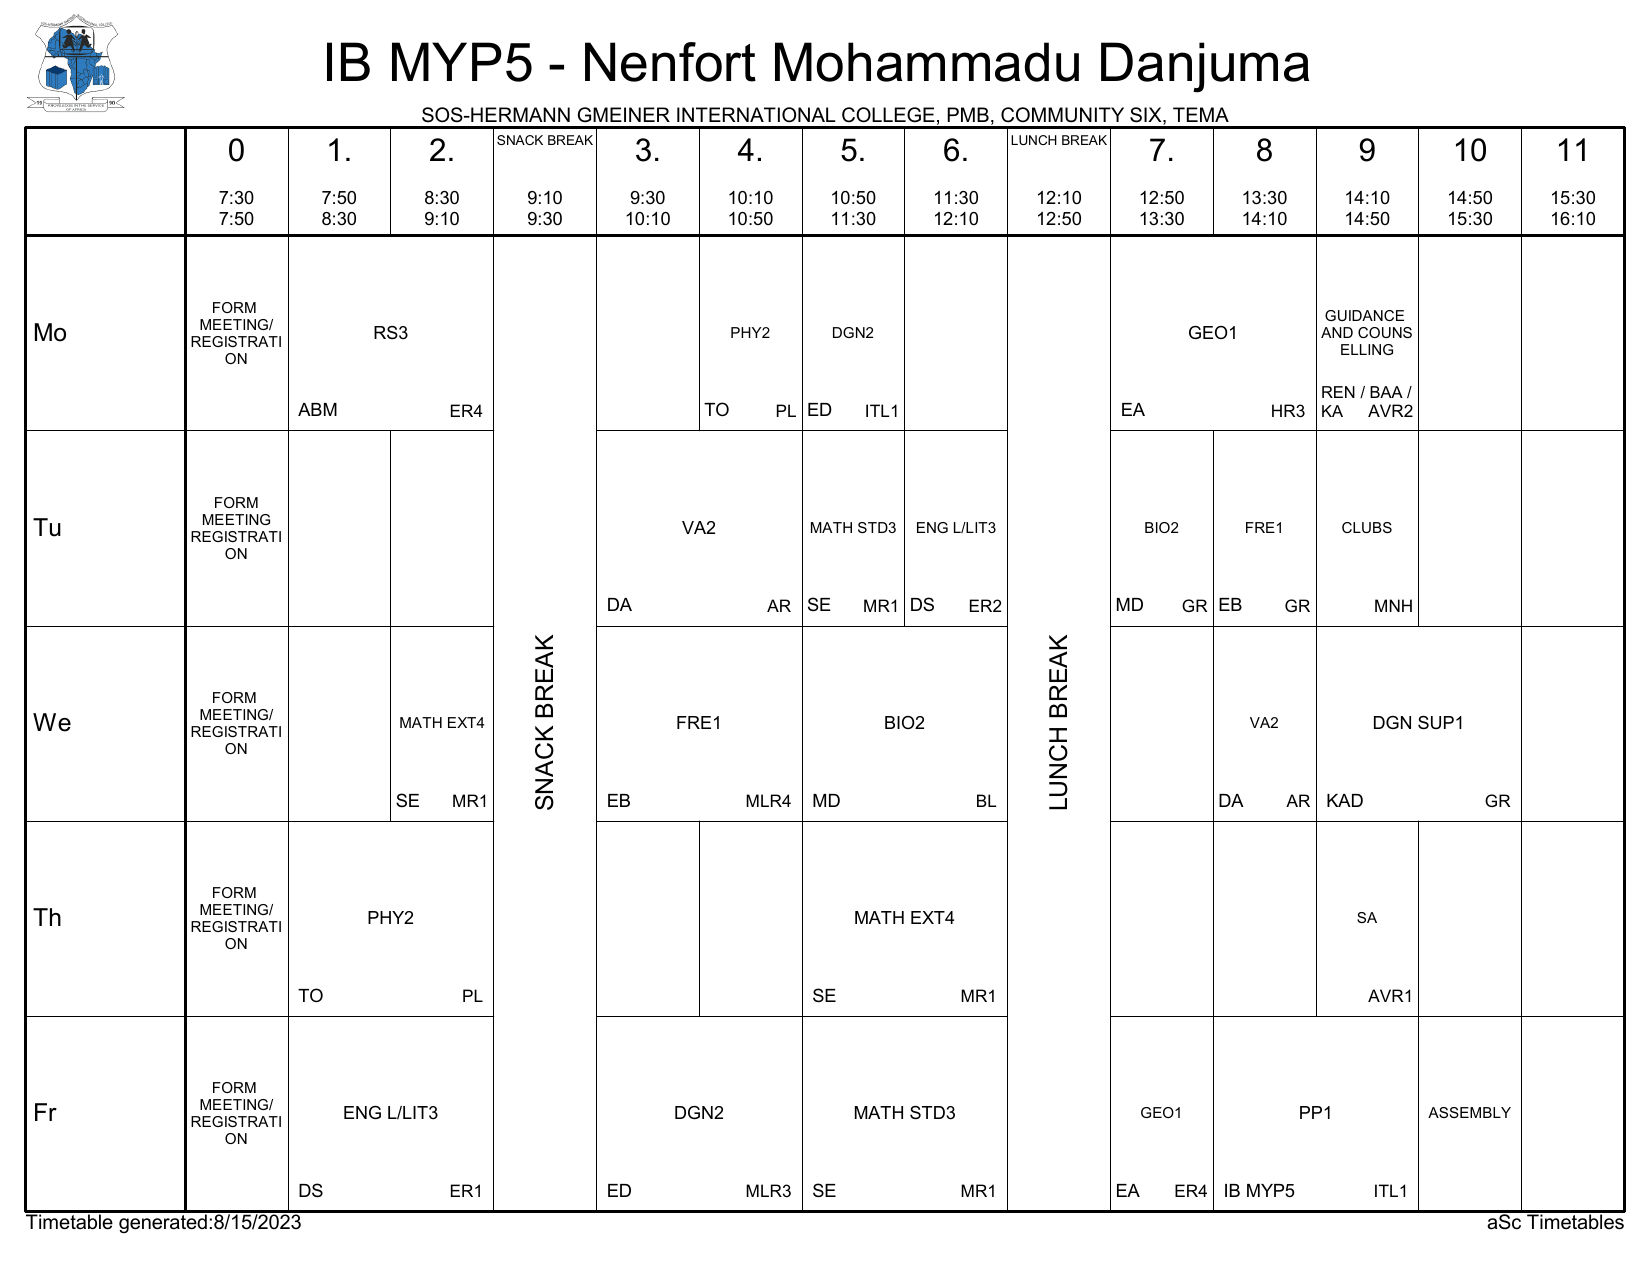 IB MYP5 - Nenfort Mohammadu Danjuma
SOS-HERMANN GMEINER INTERNATIONAL COLLEGE, PMB, COMMUNITY SIX, TEMA
19 KNOWLEDGE IN THE SERVICE OF AFRICA 90
0 1. 2. SNACK BREAK 3. 4. 5. 6. LUNCH BREAK 7. 8 9 10 11
7:30 7:50 8:30 9:10 9:30 10:10 10:50 11:30 12:10 12:50 13:30 14:10 14:50 15:30
7:50 8:30 9:10 9:30 10:10 10:50 11:30 12:10 12:50 13:30 14:10 14:50 15:30 16:10
Mo
FORM
MEETING/
REGISTRATI
ON
RS3
ABM ER4
PHY2
TO PL
DGN2
ED ITL1
GEO1
EA HR3
GUIDANCE
AND COUNS
ELLING
REN / BAA /
KA AVR2
Tu
FORM
MEETING
REGISTRATI
ON
VA2
DA AR
MATH STD3
SE MR1
ENG L/LIT3
DS ER2
BIO2
MD GR
FRE1
EB GR
CLUBS
MNH
We
FORM
MEETING/
REGISTRATI
ON
MATH EXT4
SE MR1
SNACK BREAK
FRE1
EB MLR4
BIO2
MD BL
LUNCH BREAK
VA2
DA AR
DGN SUP1
KAD GR
Th
FORM
MEETING/
REGISTRATI
ON
PHY2
TO PL
MATH EXT4
SE MR1
SA
AVR1
Fr
FORM
MEETING/
REGISTRATI
ON
ENG L/LIT3
DS ER1
DGN2
ED MLR3
MATH STD3
SE MR1
GEO1
EA ER4
PP1
IB MYP5 ITL1
ASSEMBLY
Timetable generated:8/15/2023
aSc Timetables